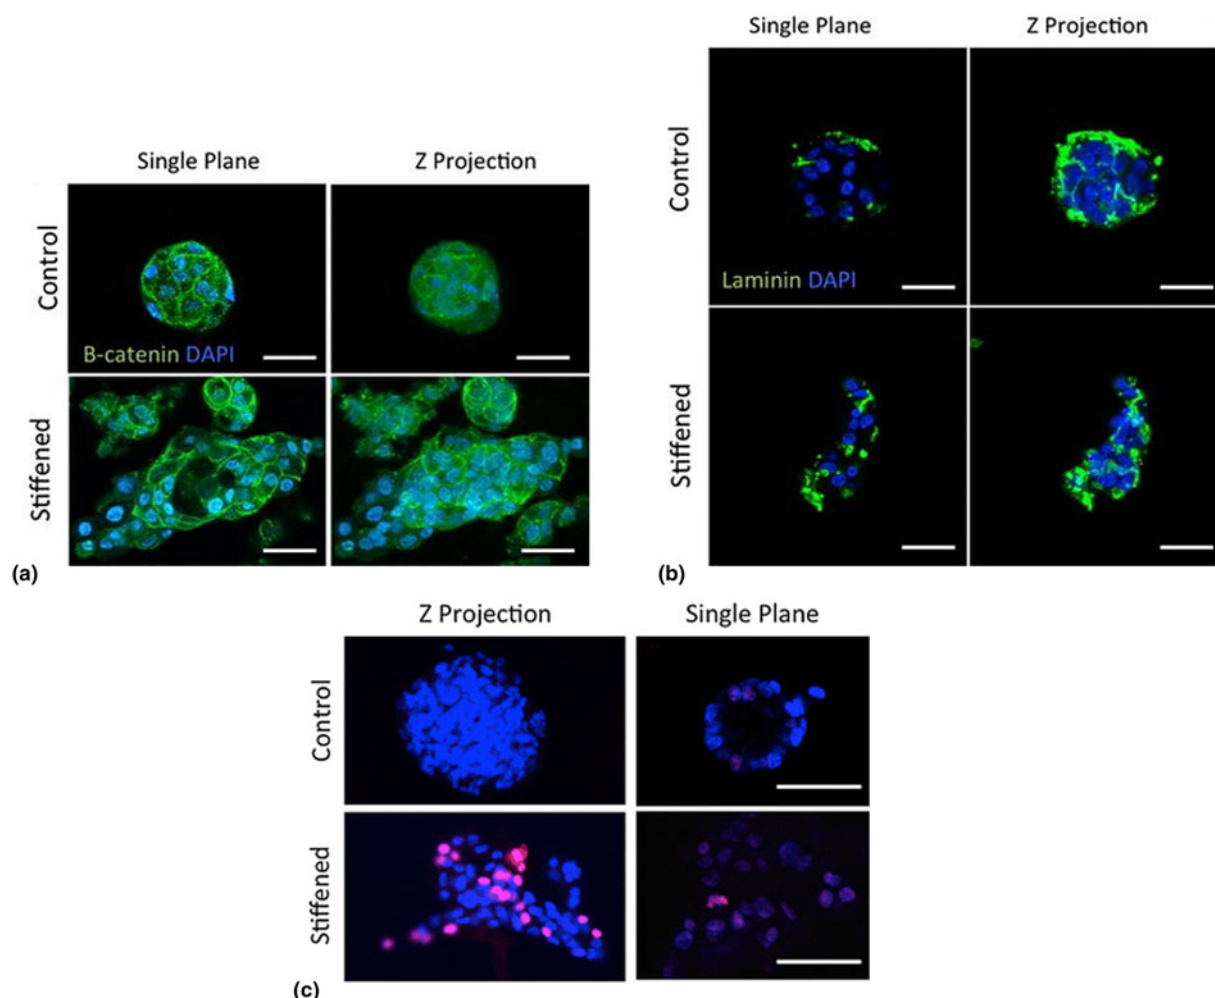 Single Plane Z Projection
Control
B-catenin DAPI
Stiffened
(a)
Single Plane Z Projection
Control
Laminin DAPI
Stiffened
(b)
Z Projection Single Plane
Control
Stiffened
(c)